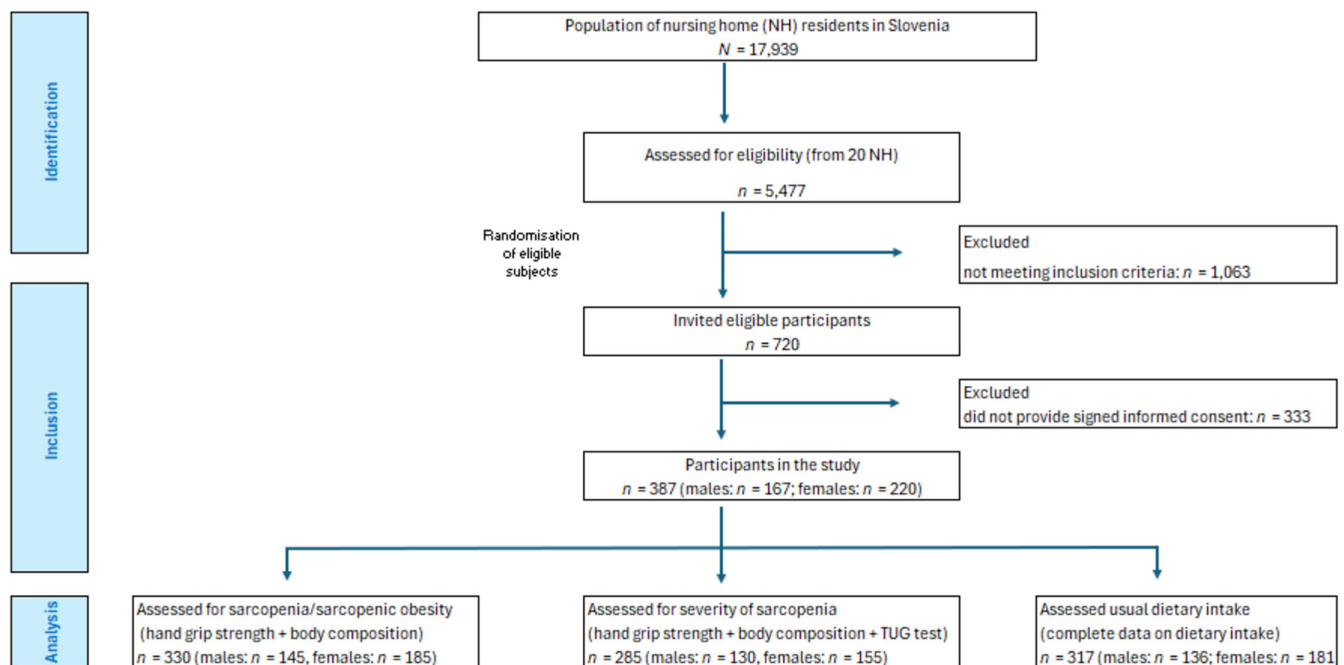 Identification
Population of nursing home (NH) residents in Slovenia
N = 17,939
Assessed for eligibility (from 20 NH)
n = 5,477
Randomisation
of eligible
subjects
Excluded
not meeting inclusion criteria: n = 1,063
Inclusion
Invited eligible participants
n = 720
Excluded
did not provide signed informed consent: n = 333
Participants in the study
n = 387 (males: n = 167; females: n = 220)
Analysis
Assessed for sarcopenia/sarcopenic obesity
(hand grip strength + body composition)
n = 330 (males: n = 145, females: n = 185)
Assessed for severity of sarcopenia
(hand grip strength + body composition + TUG test)
n = 285 (males: n = 130, females: n = 155)
Assessed usual dietary intake
(complete data on dietary intake)
n = 317 (males: n = 136; females: n = 181